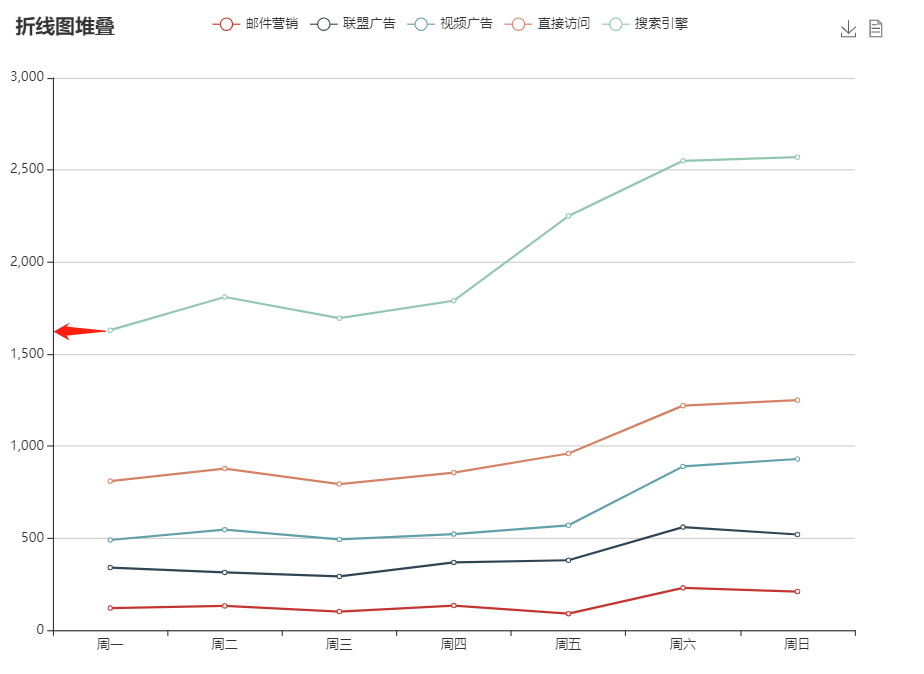 折线图堆叠
邮件营销 联盟广告 视频广告 直接访问 搜索引擎
3,000
2,500
2,000
1,500
1,000
500
0
周一 周二 周三 周四 周五 周六 周日